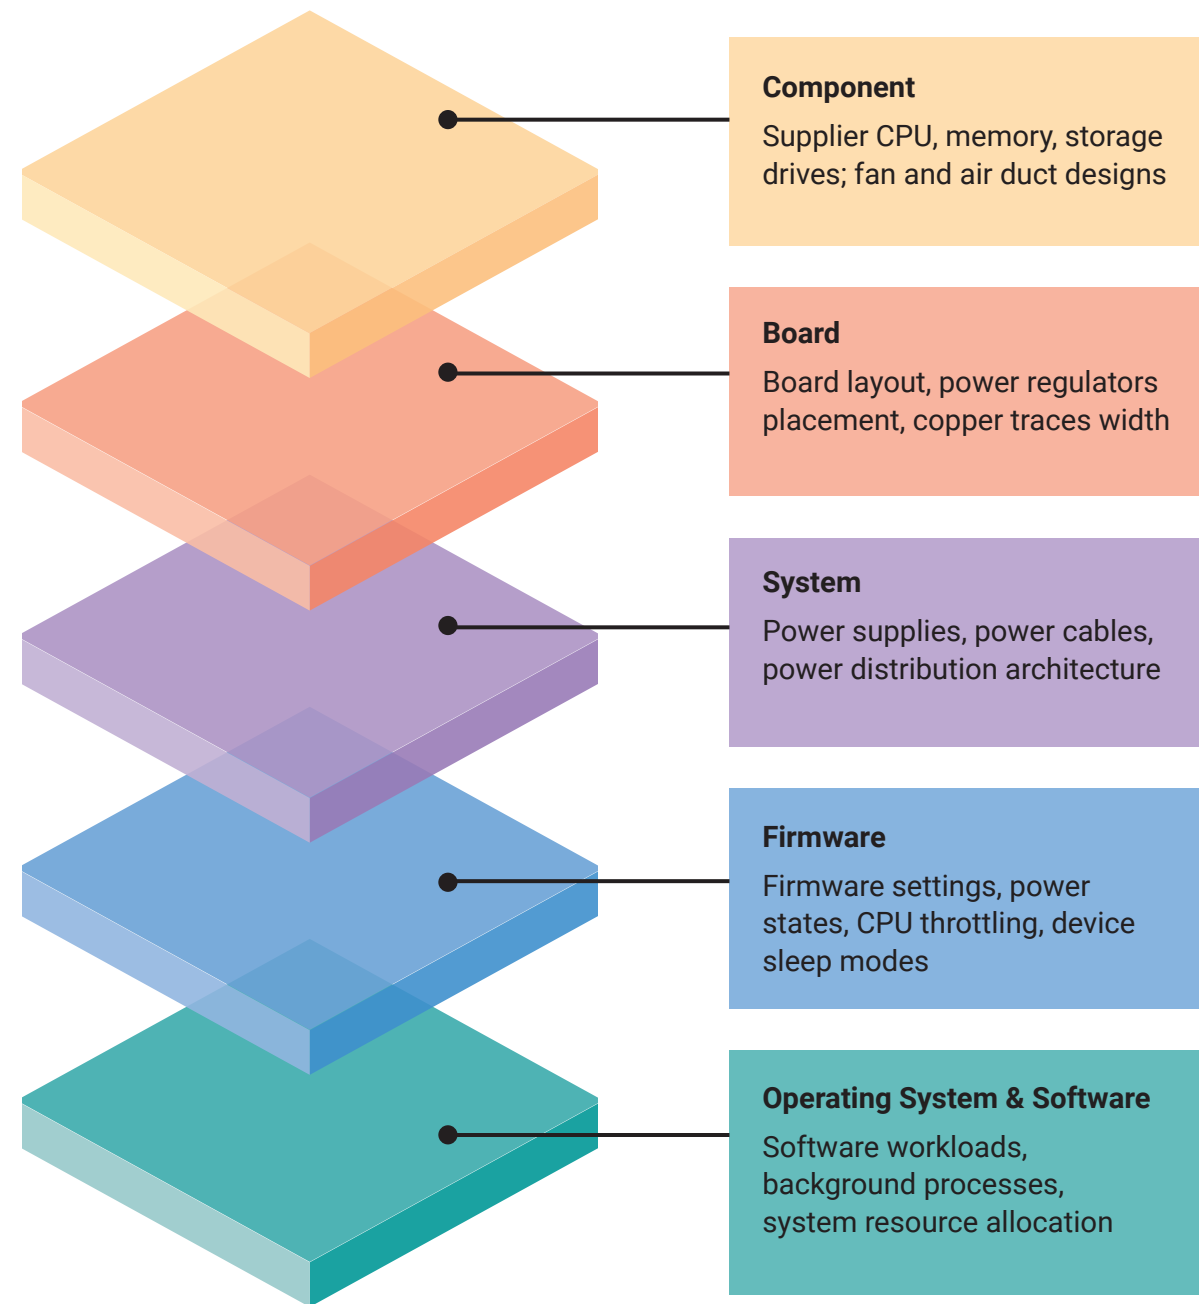 Component
Supplier CPU, memory, storage
drives; fan and air duct designs
Board
Board layout, power regulators
placement, copper traces width
System
Power supplies, power cables,
power distribution architecture
Firmware
Firmware settings, power
states, CPU throttling, device
sleep modes
Operating System & Software
Software workloads,
background processes,
system resource allocation